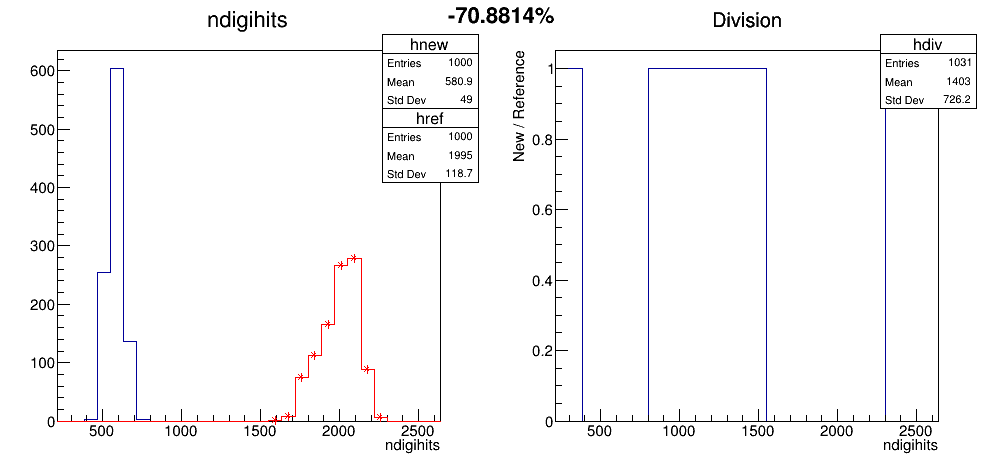 -70.8814%
ndigihits
hnew
Entries 1000
Mean 580.9
Std Dev 49
href
Entries 1000
Mean 1995
Std Dev 118.7
600
500
400
300
200
100
0
500 1000 1500 2000 2500
ndigihits
Division
hdiv
Entries 1031
Mean 1403
Std Dev 726.2
New / Reference
1
0.8
0.6
0.4
0.2
0
500 1000 1500 2000 2500
ndigihits